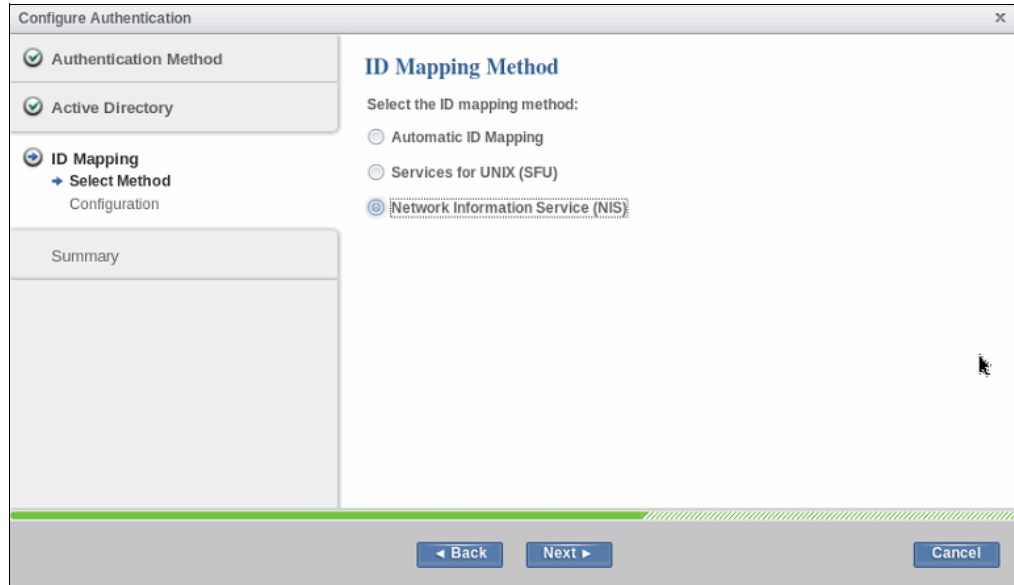 Configure Authentication
x
Authentication Method
Active Directory
ID Mapping
Select Method
Configuration
Summary
ID Mapping Method
Select the ID mapping method:
Automatic ID Mapping
Services for UNIX (SFU)
Network Information Service (NIS)
Back
Next
Cancel